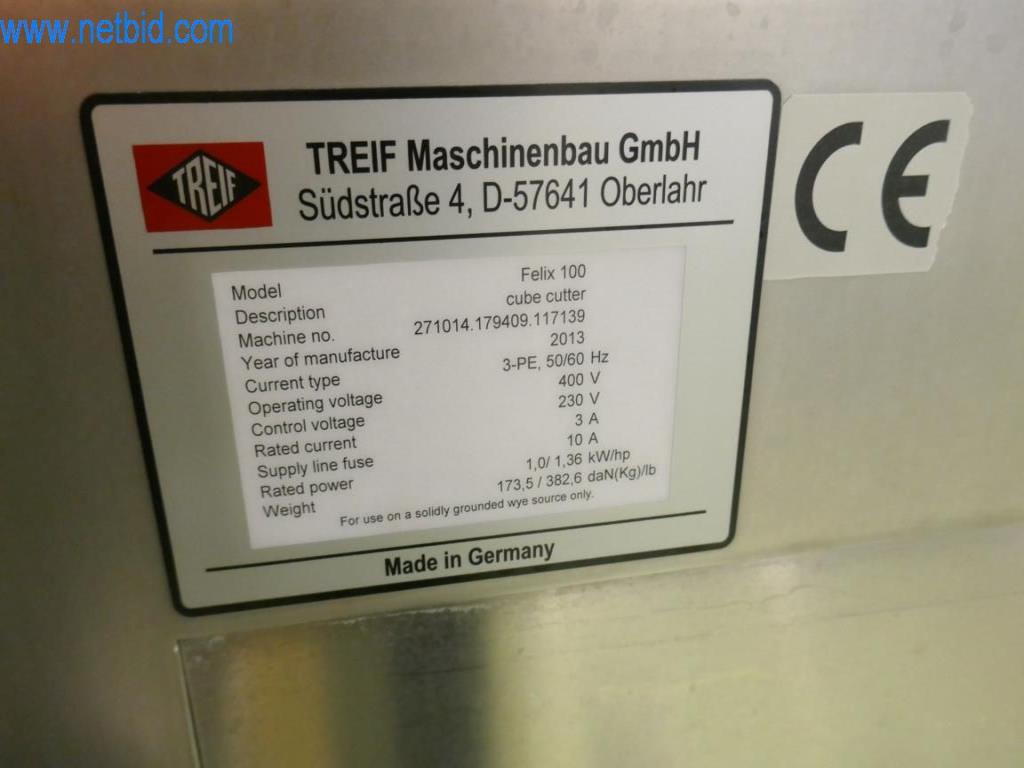 www.netbid.com
TREIF
TREIF Maschinenbau GmbH
Südstraße 4, D-57641 Oberlahr
CE
Model Felix 100
Description cube cutter
Machine no. 271014.179409.117139
Year of manufacture 2013
Current type 3-PE, 50/60 Hz
Operating voltage 400 V
Control voltage 230 V
Rated current 3 A
Supply line fuse 10 A
Rated power 1,0/ 1,36 kW/hp
Weight 173,5 / 382,6 daN(Kg)/lb
For use on a solidly grounded wye source only.
Made in Germany